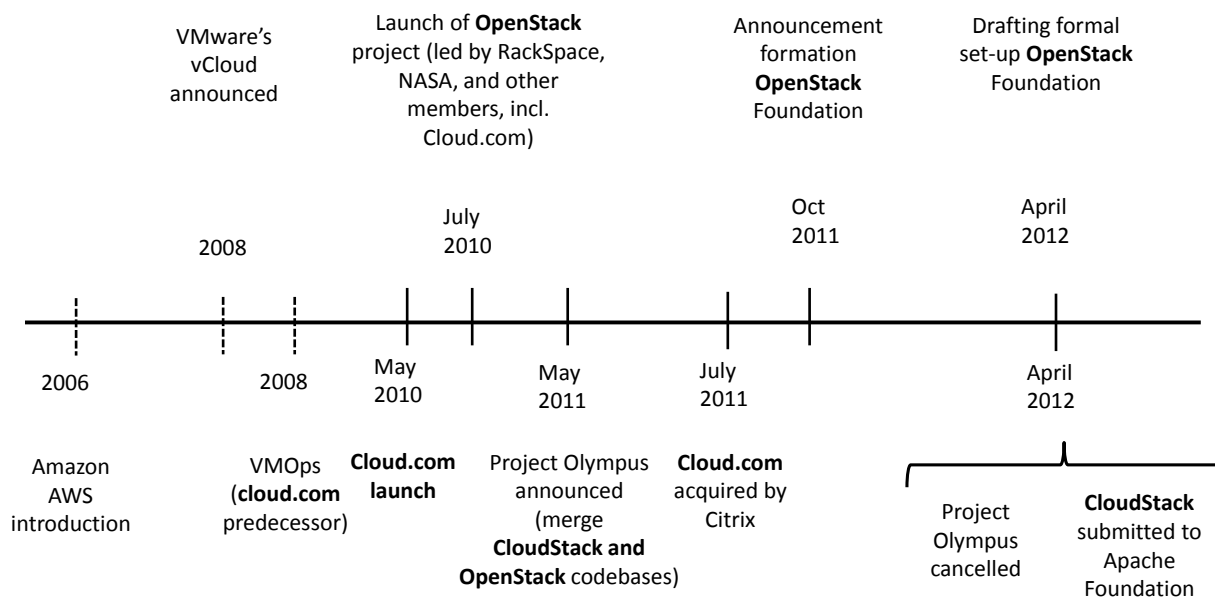 VMware's
vCloud
announced
Launch of OpenStack
project (led by RackSpace,
NASA, and other
members, incl.
Cloud.com)
Announcement
formation
OpenStack
Foundation
Drafting formal
set-up OpenStack
Foundation
2008
July
2010
Oct
2011
April
2012
2006
2008
May
2010
May
2011
July
2011
April
2012
Amazon
AWS
introduction
VMOps
(cloud.com
predecessor)
Cloud.com
launch
Project Olympus
announced
(merge
CloudStack and
OpenStack codebases)
Cloud.com
acquired by
Citrix
Project
Olympus
cancelled
CloudStack
submitted to
Apache
Foundation